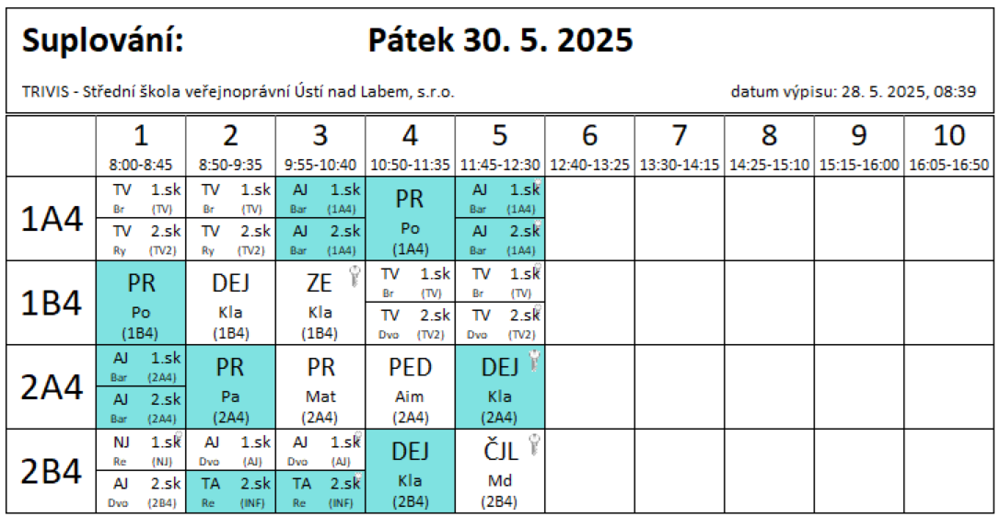 Suplování: Pátek 30. 5. 2025
TRIVIS - Střední škola veřejnoprávní Ústí nad Labem, s.r.o. datum výpisu: 28. 5. 2025, 08:39
1 2 3 4 5 6 7 8 9 10
8:00-8:45 8:50-9:35 9:55-10:40 10:50-11:35 11:45-12:30 12:40-13:25 13:30-14:15 14:25-15:10 15:15-16:00 16:05-16:50
1A4
TV 1.sk TV 1.sk AJ 1.sk PR AJ 1.sk
Br (TV) Br (TV) Bar (1A4) Po Bar (1A4)
TV 2.sk TV 2.sk AJ 2.sk (1A4) AJ 2.sk
Ry (TV2) Ry (TV2) Bar (1A4) Bar (1A4)
1B4
PR DEJ ZE TV 1.sk TV 1.sk
Po Kla Kla Br (TV) Br (TV)
(1B4) (1B4) (1B4) TV 2.sk TV 2.sk
Dvo (TV2) Dvo (TV2)
2A4
AJ 1.sk PR PR PED DEJ
Bar (2A4) Pa Mat Aim Kla
AJ 2.sk (2A4) (2A4) (2A4) (2A4)
Bar (2A4)
2B4
NJ 1.sk AJ 1.sk AJ 1.sk DEJ ČJL
Re (NJ) Dvo (AJ) Dvo (AJ) Kla Md
AJ 2.sk TA 2.sk TA 2.sk (2B4) (2B4)
Dvo (2B4) Re (INF) Re (INF)